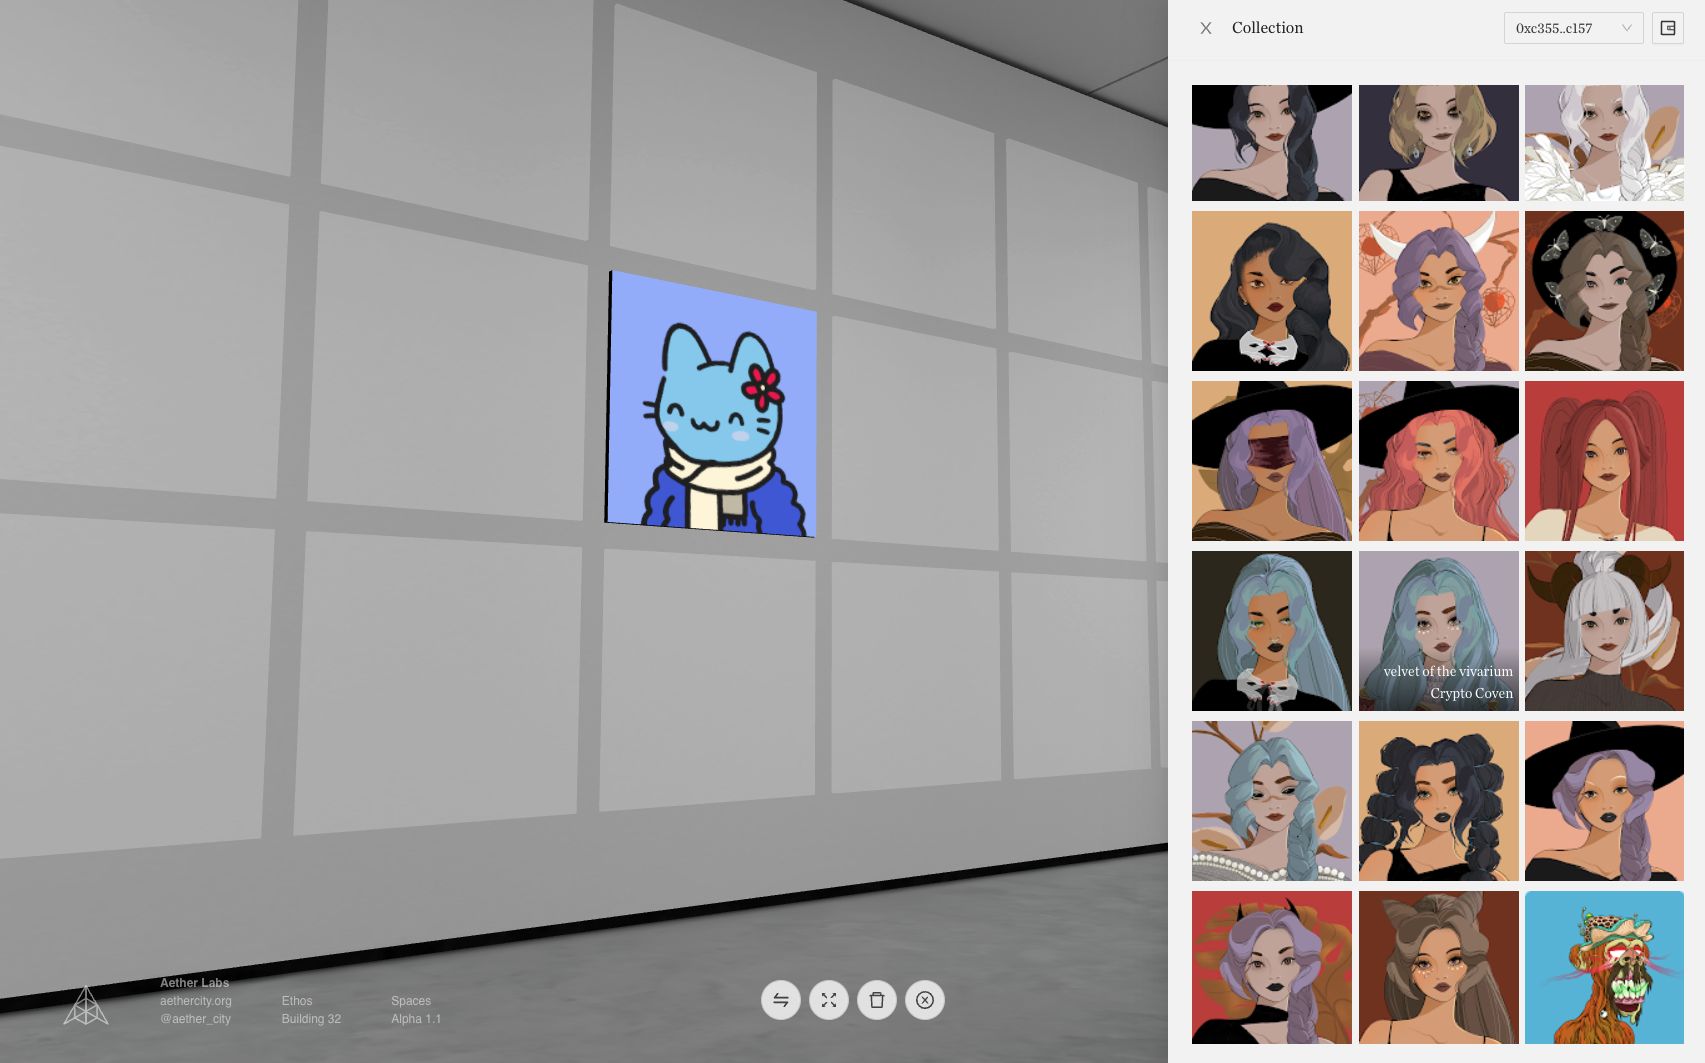 X Collection 0xc355..c157
velvet of the vivarium
Crypto Coven
Aether Labs
aethercity.org Ethos Spaces
@aether_city Building 32 Alpha 1.1